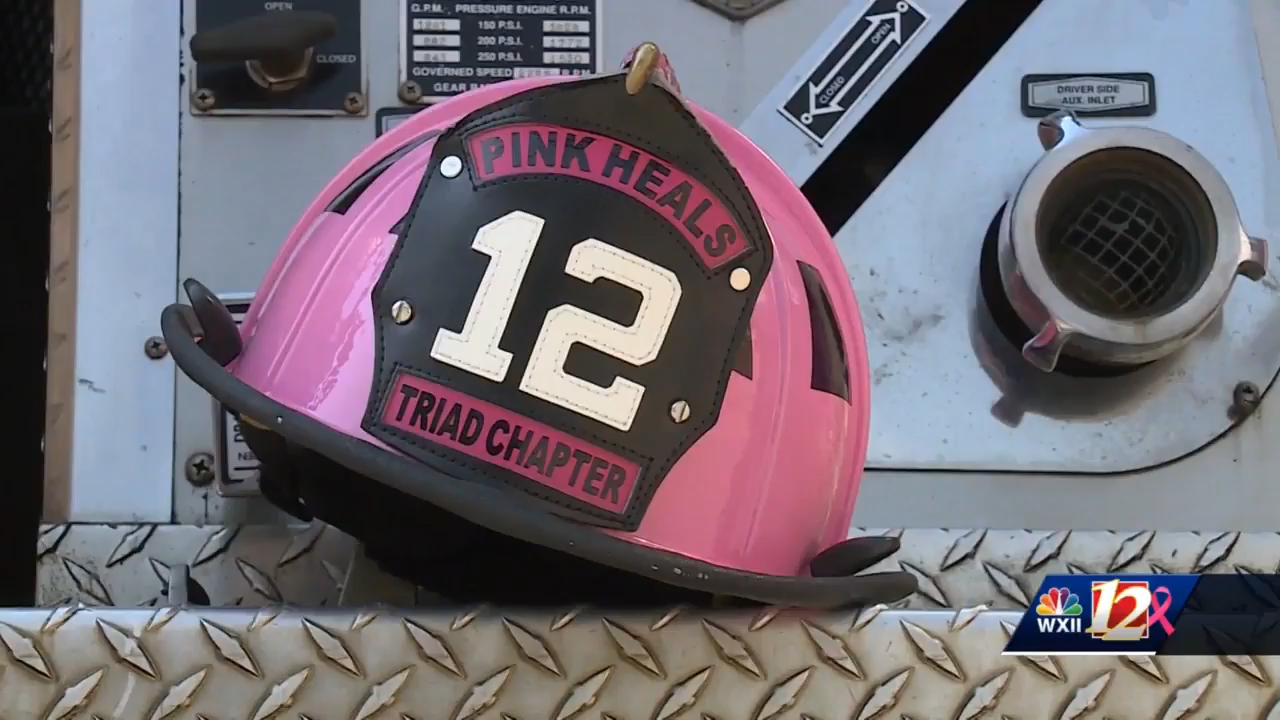 OPEN
CLOSED
G.P.M. PRESSURE ENGINE R.P.M.
150 P.S.I.
200 P.S.I.
250 P.S.I.
GOVERNED SPEED R.P.M.
GEAR
OPEN
CLOSED
DRIVER SIDE
AUX. INLET
PINK HEALS
12
TRIAD CHAPTER
WXII 12